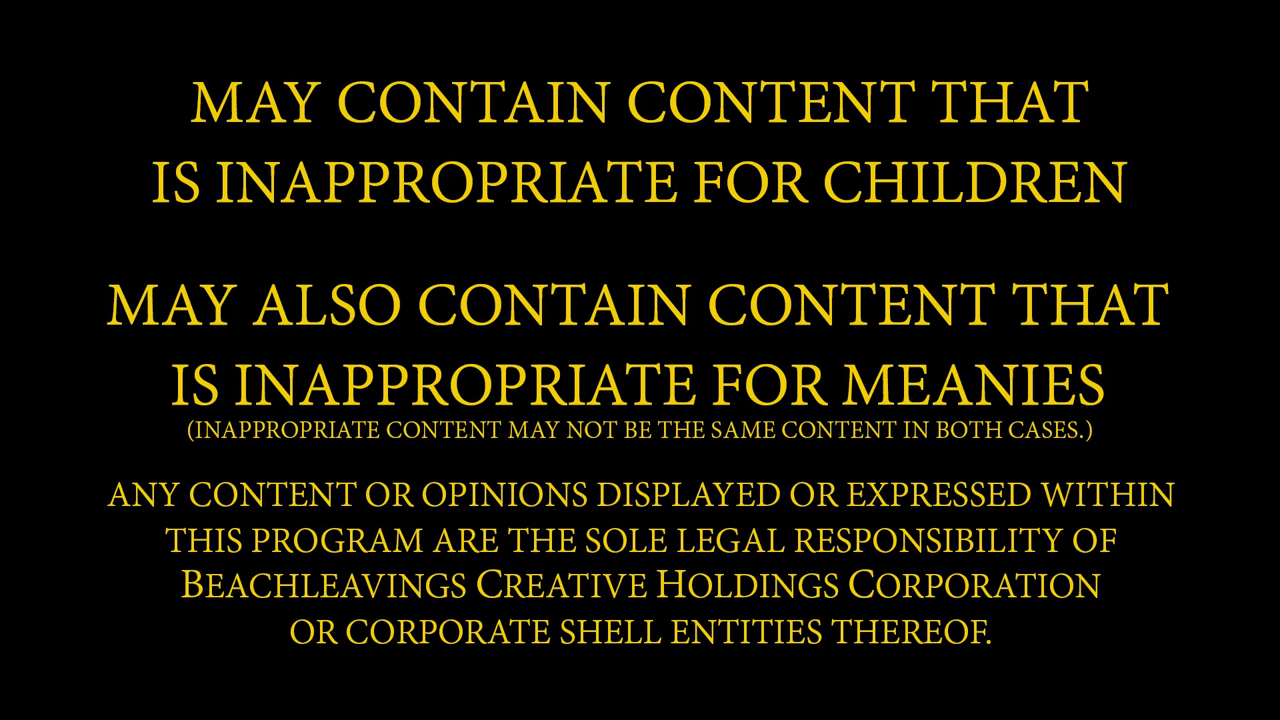 MAY CONTAIN CONTENT THAT
IS INAPPROPRIATE FOR CHILDREN
MAY ALSO CONTAIN CONTENT THAT
IS INAPPROPRIATE FOR MEANIES
(INAPPROPRIATE CONTENT MAY NOT BE THE SAME CONTENT IN BOTH CASES.)
ANY CONTENT OR OPINIONS DISPLAYED OR EXPRESSED WITHIN
THIS PROGRAM ARE THE SOLE LEGAL RESPONSIBILITY OF
BEACHLEAVINGS CREATIVE HOLDINGS CORPORATION
OR CORPORATE SHELL ENTITIES THEREOF.